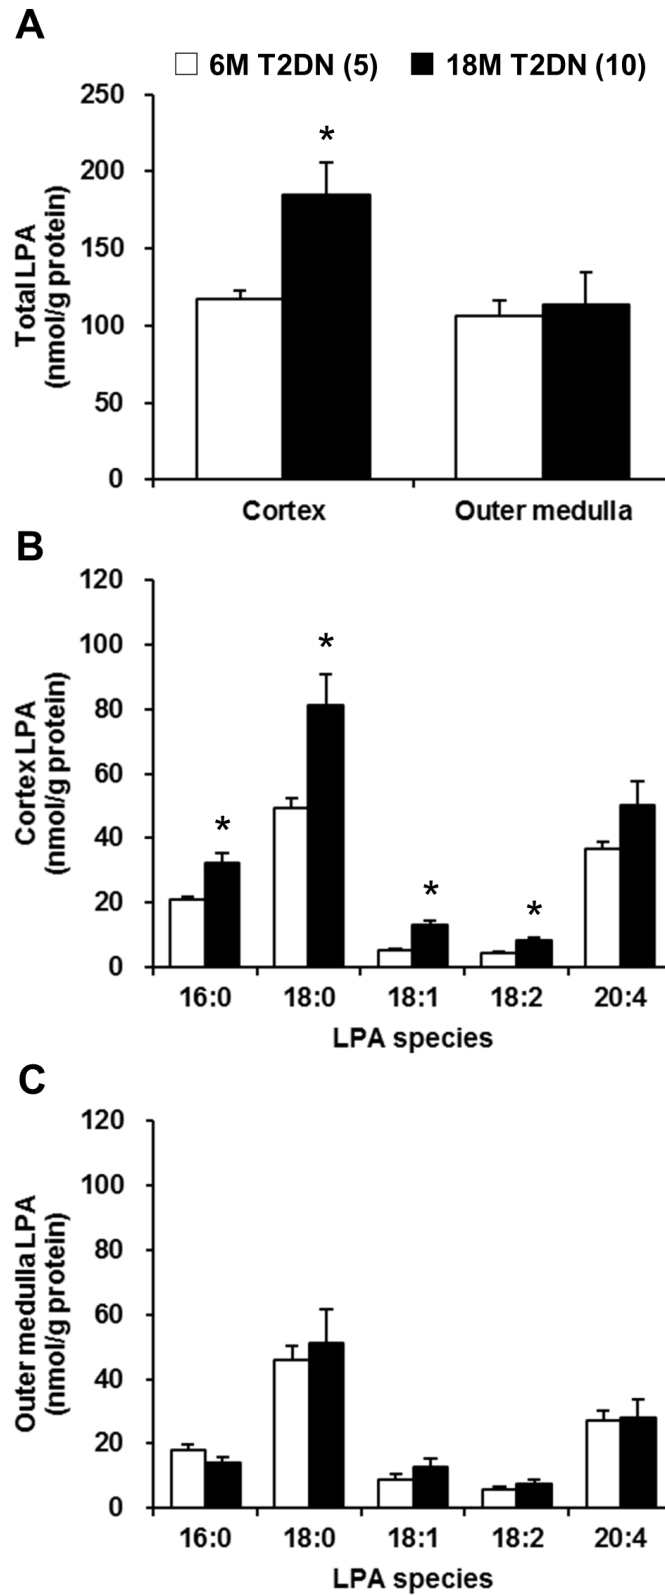 A
6M T2DN (5) 18M T2DN (10)
Total LPA
(nmol/g protein)
250
200
150
100
50
0
*
Cortex Outer medulla
B
Cortex LPA
(nmol/g protein)
120
100
80
60
40
20
0
* * * *
16:0 18:0 18:1 18:2 20:4
LPA species
C
Outer medulla LPA
(nmol/g protein)
120
100
80
60
40
20
0
16:0 18:0 18:1 18:2 20:4
LPA species